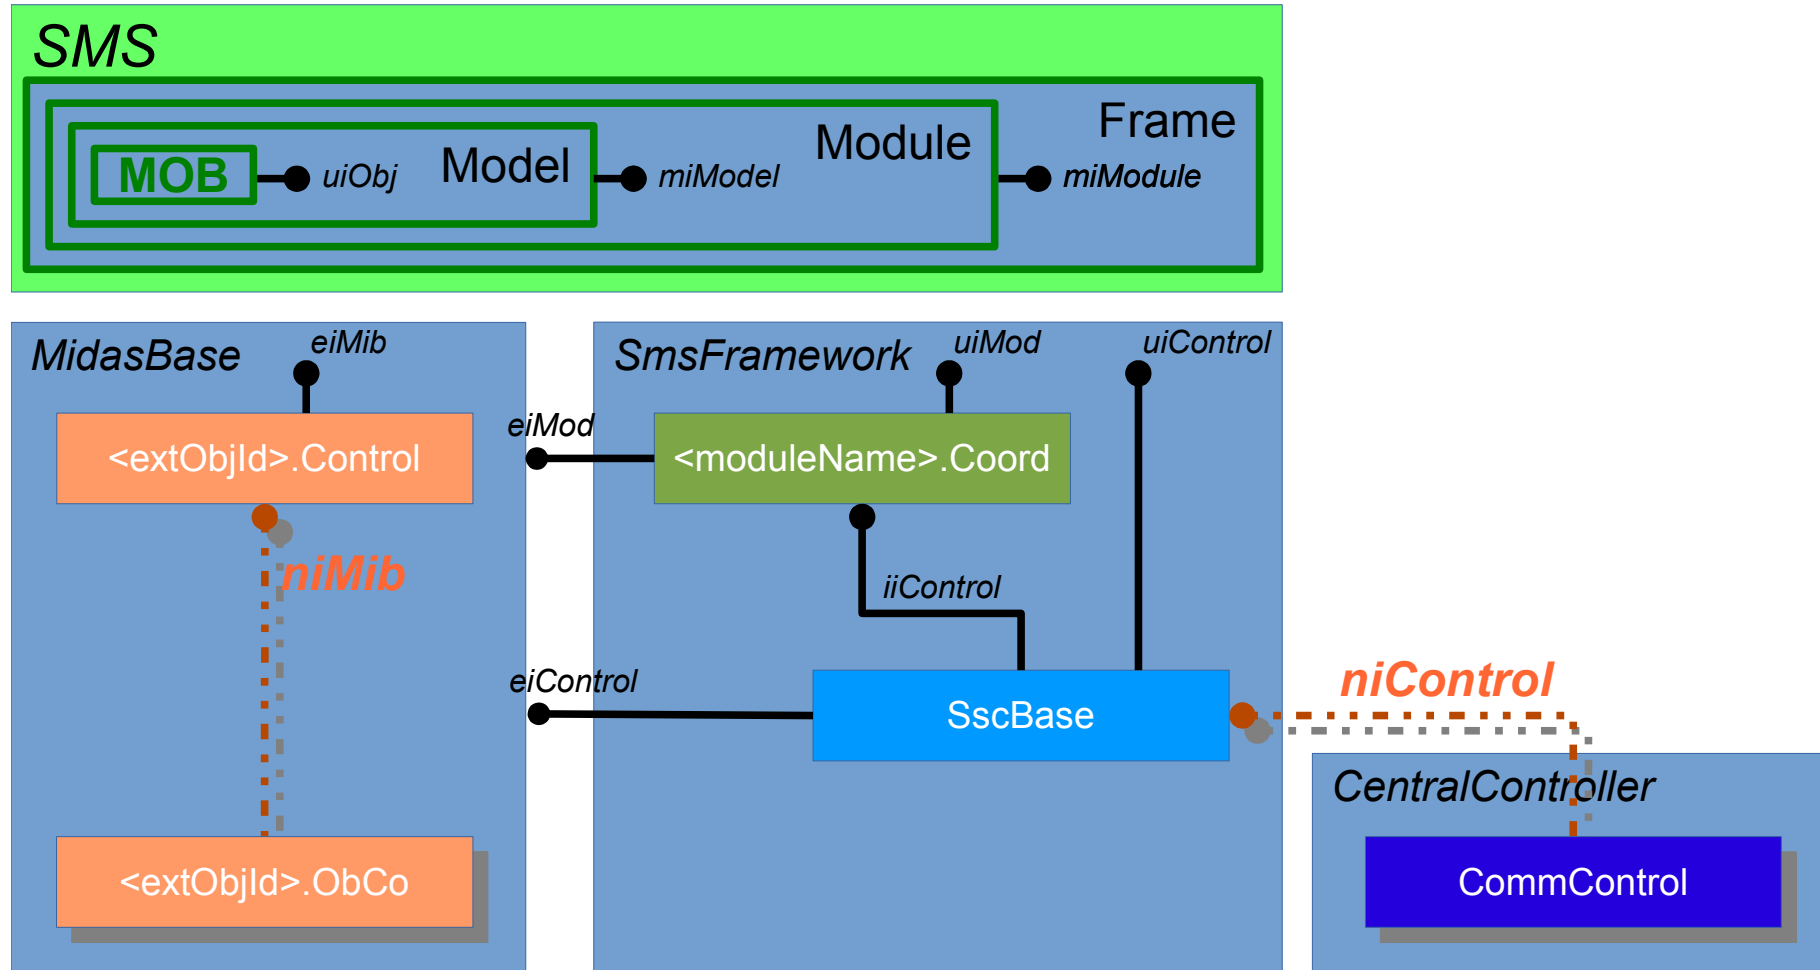 SMS
Frame
Module
Model
MOB
uiObj
miModel
miModule
MidasBase
eiMib
SmsFramework
uiMod
uiControl
<extObjId>.Control
eiMod
<moduleName>.Coord
niMib
iiControl
eiControl
SscBase
niControl
CentralController
<extObjId>.ObCo
CommControl